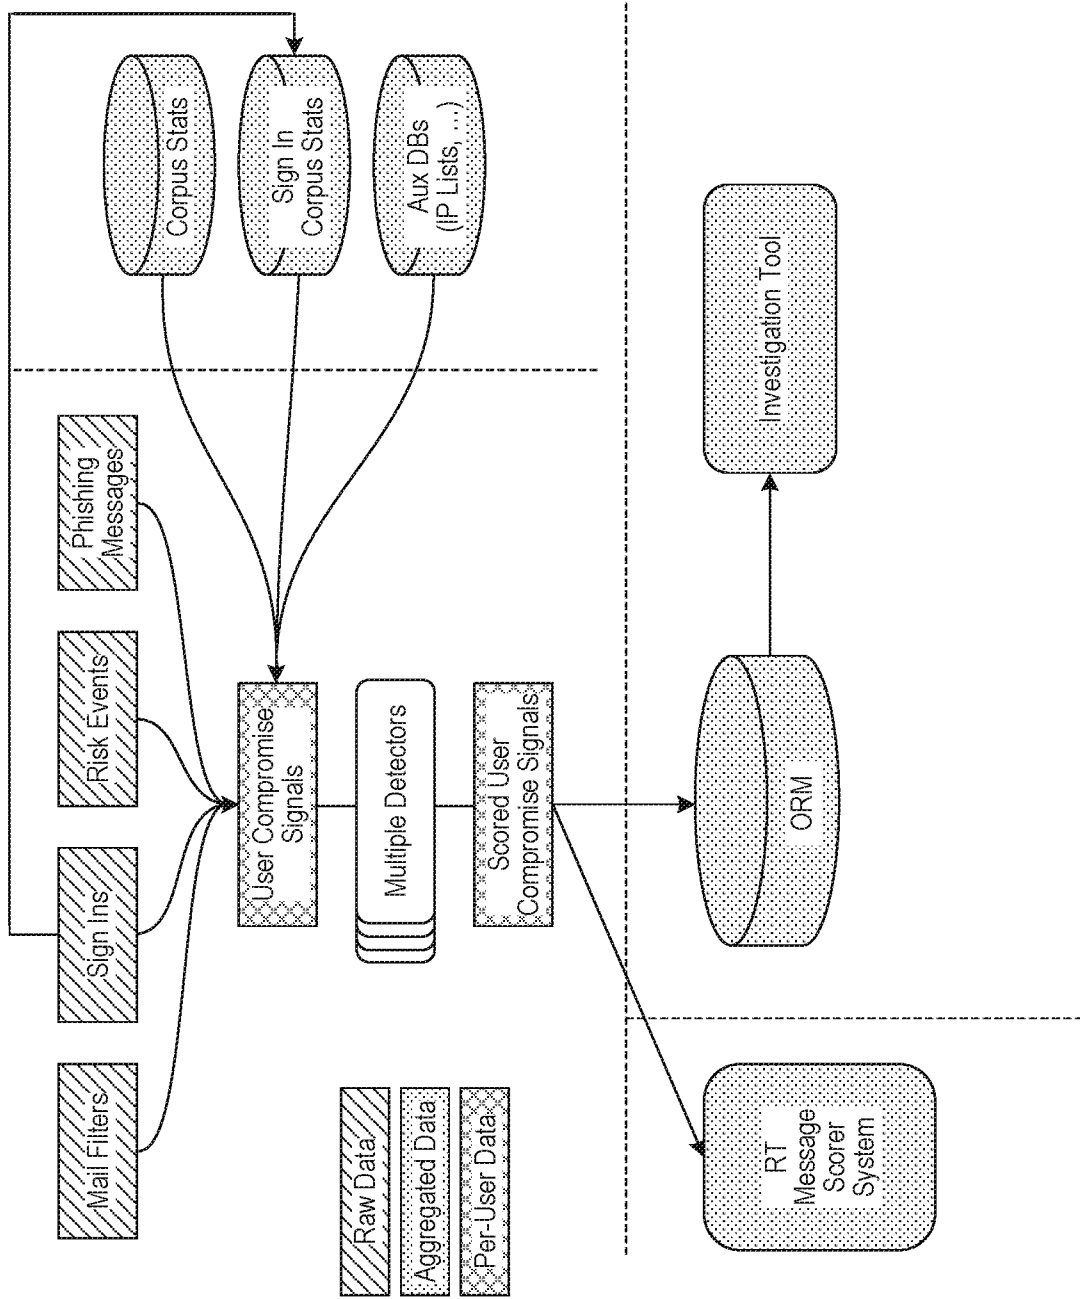 Mail Filters
Sign Ins
Risk Events
Phishing
Messages
Corpus Stats
Sign In
Corpus Stats
Aux DBs
(IP Lists, ...)
User Compromise
Signals
Multiple Detectors
Scored User
Compromise Signals
Raw Data
Aggregated Data
Per-User Data
RT
Message
Scorer
System
ORM
Investigation Tool